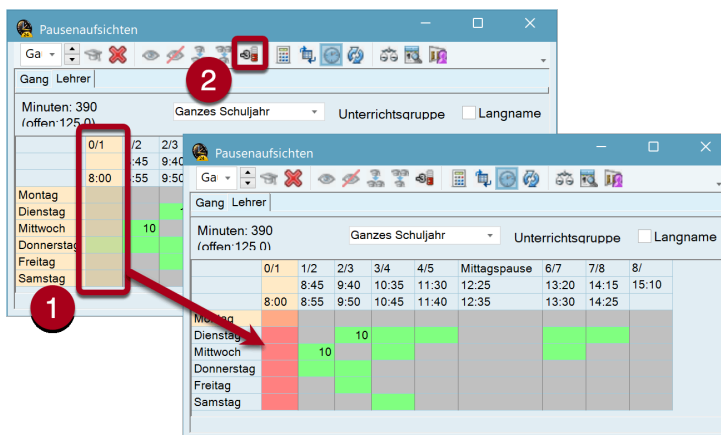 Pausenaufsichten
Ga
2
Gang Lehrer
Minuten: 390
(offen:125.0)
Ganzes Schuljahr
Unterrichtsgruppe
Langname
0/1 1/2 2/3
:45 9:40
8:00 :55 9:50
Montag
Dienstag
Mittwoch 10
Donnerstag
Freitag
Samstag
1
Pausenaufsichten
Ga
Gang Lehrer
Minuten: 390
(offen:125.0)
Ganzes Schuljahr
Unterrichtsgruppe
Langname
0/1 1/2 2/3 3/4 4/5 Mittagspause 6/7 7/8 8/
8:45 9:40 10:35 11:30 12:25 13:20 14:15 15:10
8:00 8:55 9:50 10:45 11:40 12:35 13:30 14:25
Montag
Dienstag 10
Mittwoch 10
Donnerstag
Freitag
Samstag